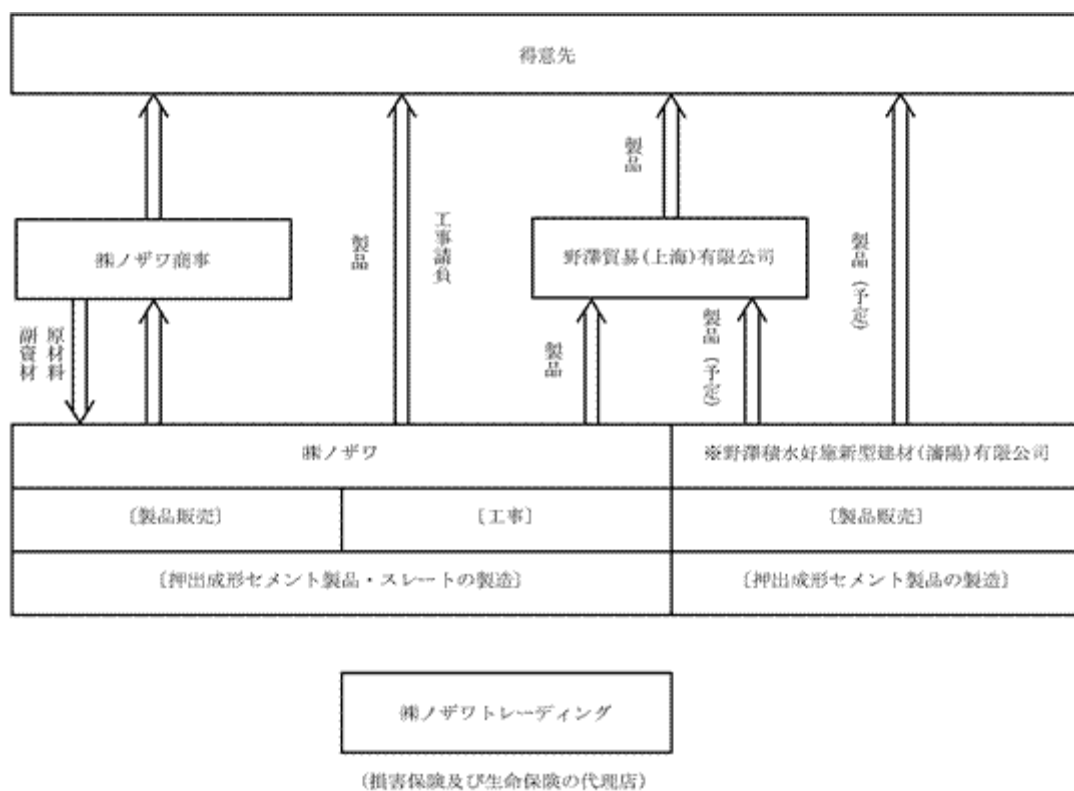 得意先
製品
㈱ノザワ商事
製品
工事請負
野澤貿易(上海)有限公司
製品(予定)
原材料
副資材
製品
製品(予定)
㈱ノザワ
※野澤積水好施新型建材(瀋陽)有限公司
〔製品販売〕
〔工事〕
〔製品販売〕
〔押出成形セメント製品・スレートの製造〕
〔押出成形セメント製品の製造〕
㈱ノザワトレーディング
(損害保険及び生命保険の代理店)